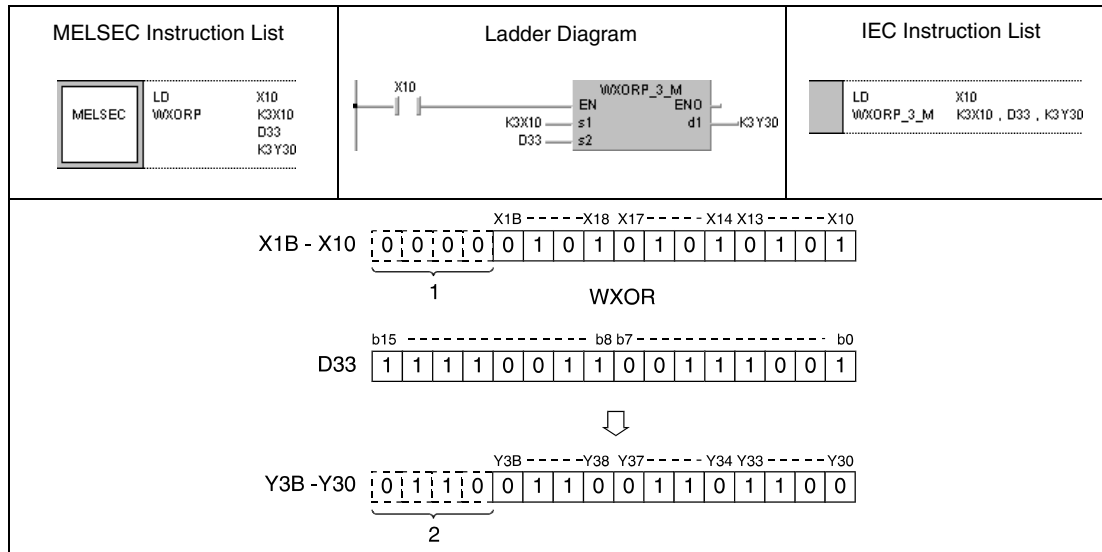 MELSEC Instruction List
Ladder Diagram
IEC Instruction List
MELSEC
LD X10
WXORP K3X10
D33
K3Y30
X10
WXORP_3_M
EN ENO
K3X10 s1 d1 K3Y30
D33 s2
LD X10
WXORP_3_M K3X10 , D33 , K3Y30
X1B - - - - - X18 X17 - - - - - X14 X13 - - - - - X10
X1B - X10 0 0 0 0 0 1 0 1 0 1 0 1 0 1 0 1
1
WXOR
b15 - - - - - b8 b7 - - - - - b0
D33 1 1 1 1 0 0 1 1 0 0 1 1 1 0 0 1
Y3B - - - - - Y38 Y37 - - - - - Y34 Y33 - - - - - Y30
Y3B -Y30 0 1 1 0 0 1 1 0 0 1 1 0 1 1 0 0
2